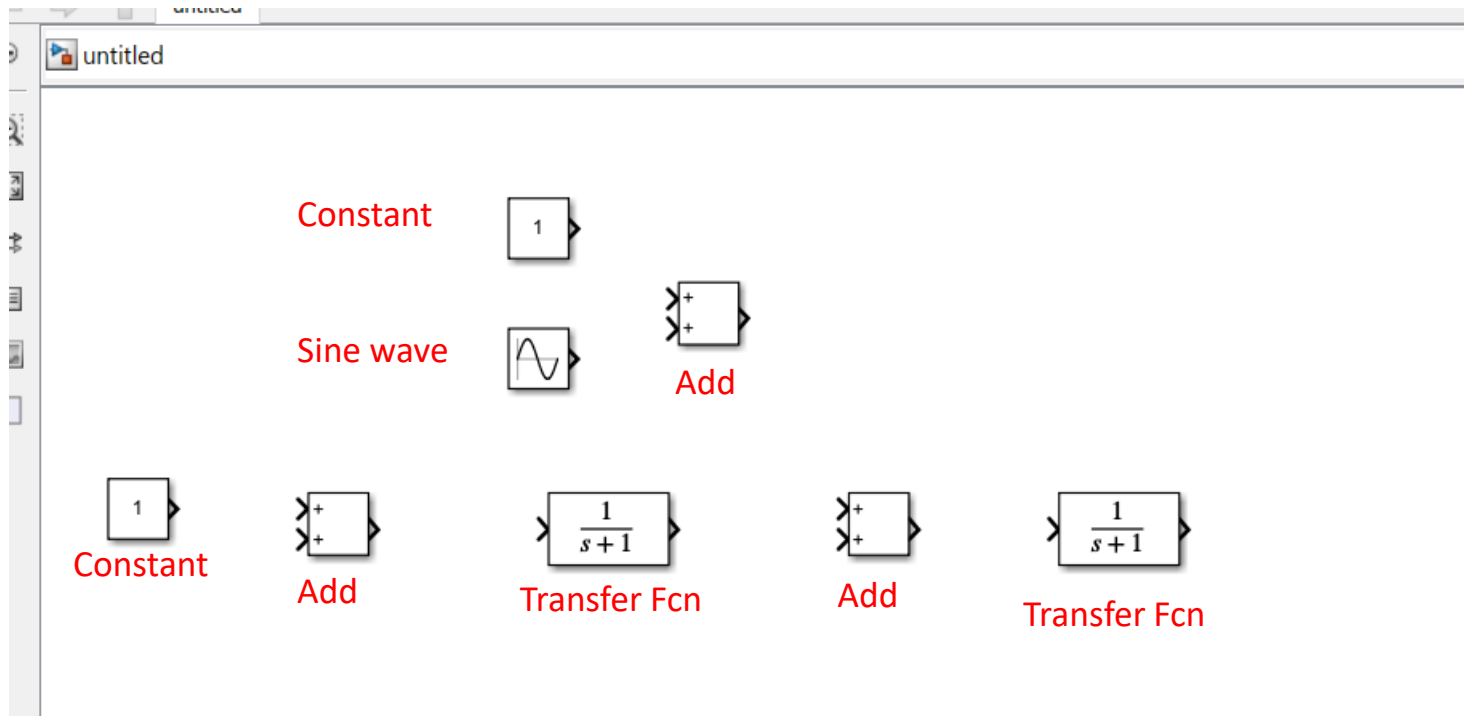 untitled
untitled
Constant
1
+
+
Sine wave
Add
1
+
+
1
s + 1
+
+
1
s + 1
Constant
Add
Transfer Fcn
Add
Transfer Fcn